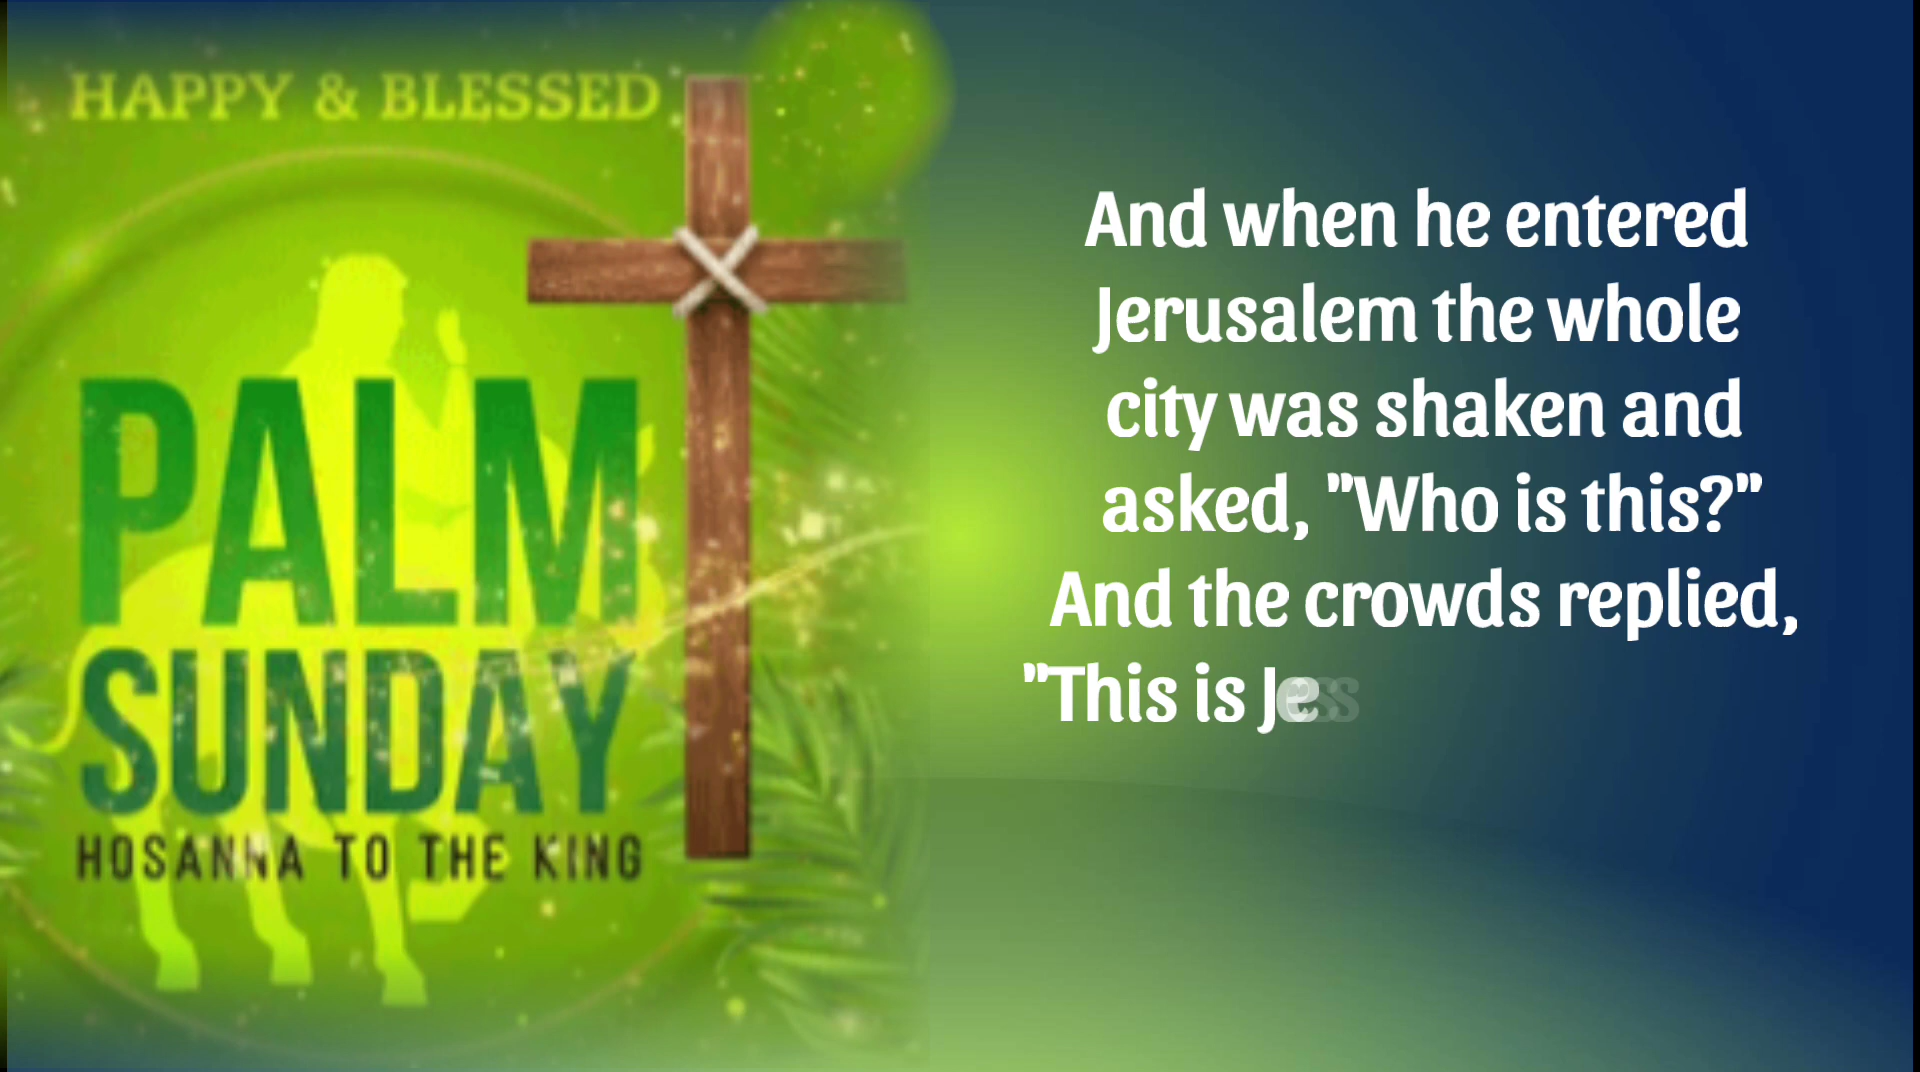 HAPPY & BLESSED
PALM
SUNDAY
HOSANNA TO THE KING
And when he entered
Jerusalem the whole
city was shaken and
asked, "Who is this?"
And the crowds replied,
"This is